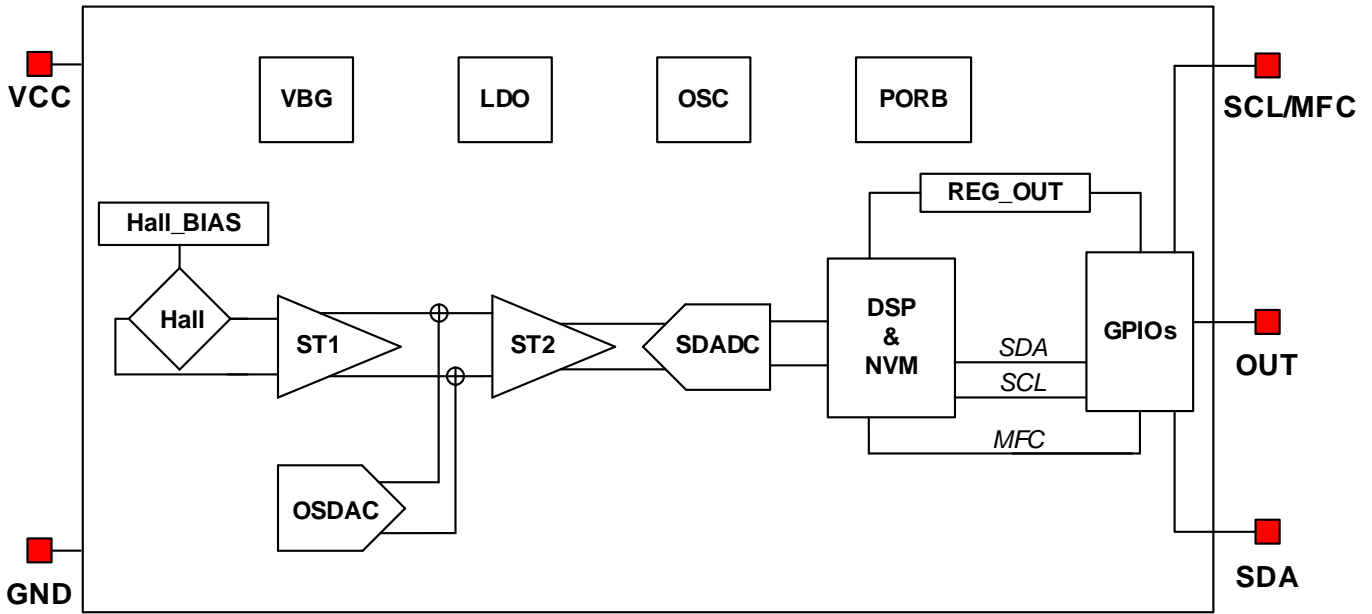 VCC
VBG
LDO
OSC
PORB
SCL/MFC
REG_OUT
Hall_BIAS
Hall
ST1
ST2
SDADC
DSP
&
NVM
SDA
SCL
MFC
GPIOs
OUT
OSDAC
GND
SDA